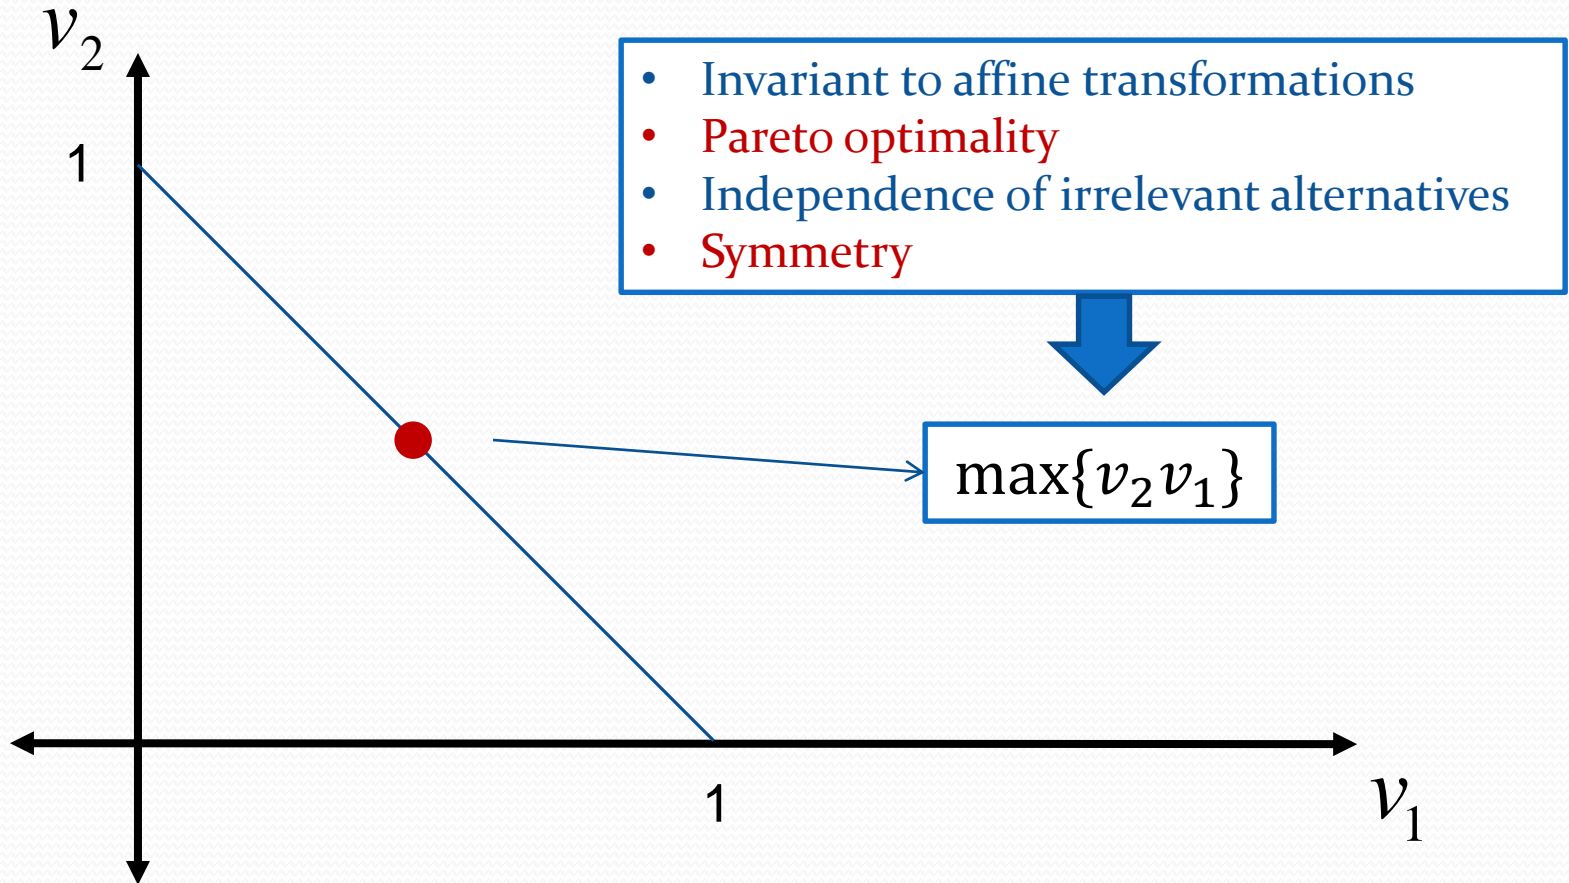 v₂
1
• Invariant to affine transformations
• Pareto optimality
• Independence of irrelevant alternatives
• Symmetry
max{v₂v₁}
1
v₁